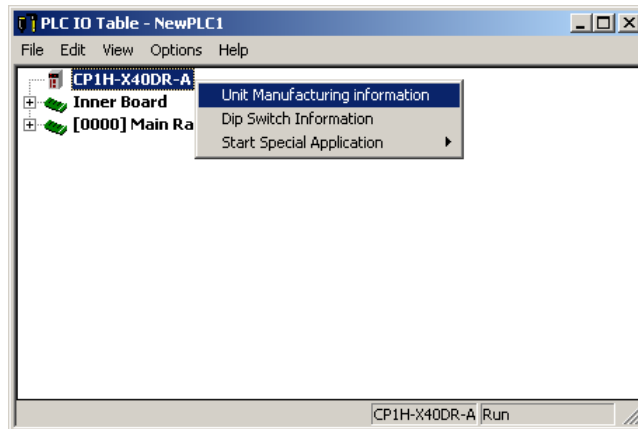 PLC IO Table - NewPLC1
File Edit View Options Help
CP1H-X40DR-A
Inner Board
[0000] Main Ra
Unit Manufacturing information
Dip Switch Information
Start Special Application
CP1H-X40DR-A Run